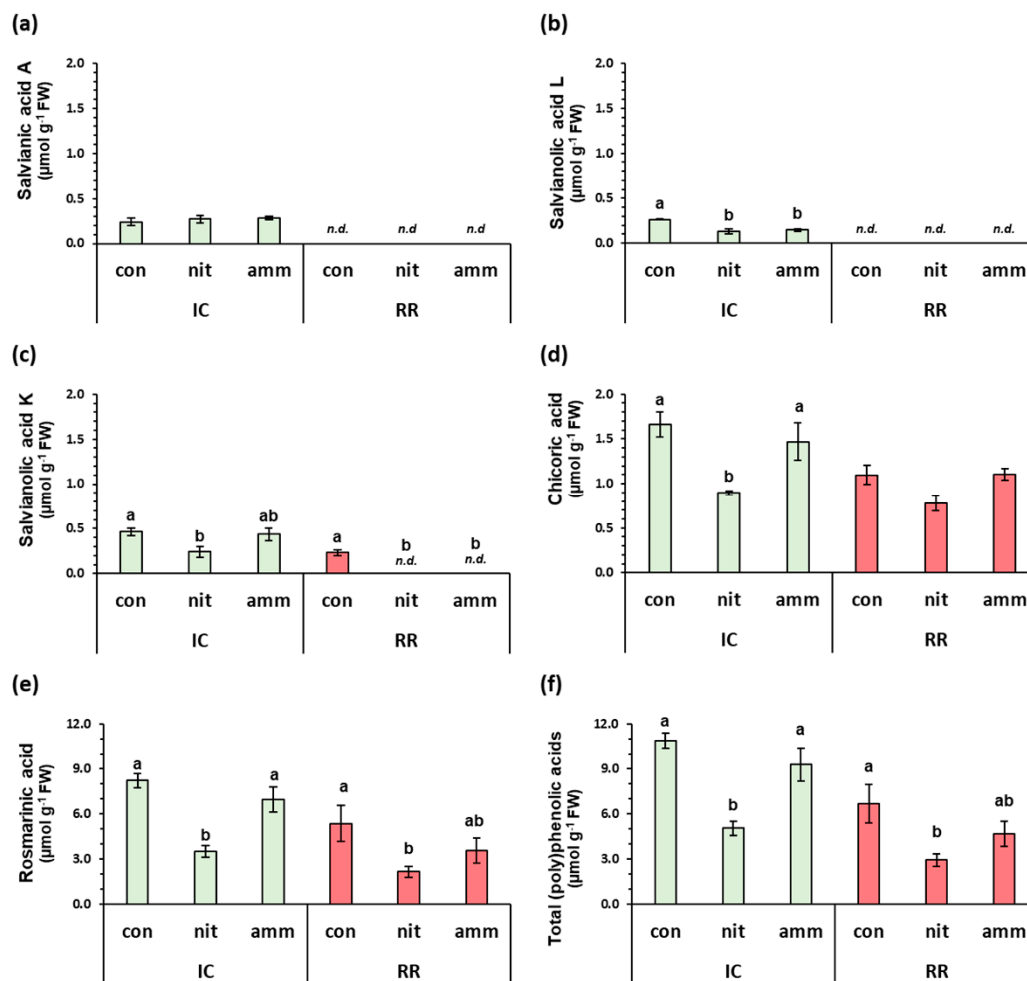 (a)
Salvianic acid A
(µmol g-1 FW)
2.0
1.5
1.0
0.5
0.0
n.d. n.d n.d
con nit amm con nit amm
IC RR
(b)
Salvianolic acid L
(µmol g-1 FW)
2.0
1.5
1.0
0.5
0.0
a b b
n.d. n.d. n.d.
con nit amm con nit amm
IC RR
(c)
Salvianolic acid K
(µmol g-1 FW)
2.0
1.5
1.0
0.5
0.0
a b ab a b b
n.d. n.d.
con nit amm con nit amm
IC RR
(d)
Chicoric acid
(µmol g-1 FW)
2.0
1.5
1.0
0.5
0.0
a b a
con nit amm con nit amm
IC RR
(e)
Rosmarinic acid
(µmol g-1 FW)
12.0
9.0
6.0
3.0
0.0
a b a a b ab
con nit amm con nit amm
IC RR
(f)
Total (poly)phenolic acids
(µmol g-1 FW)
12.0
9.0
6.0
3.0
0.0
a b a a b ab
con nit amm con nit amm
IC RR